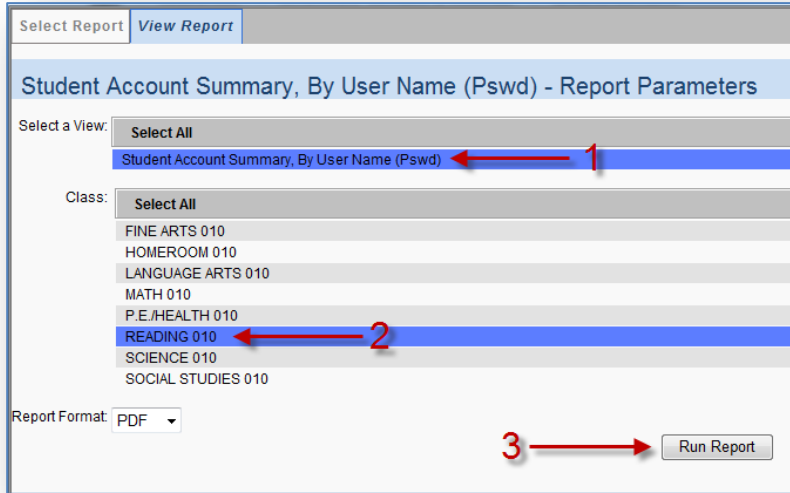 Select Report View Report
Student Account Summary, By User Name (Pswd) - Report Parameters
Select a View: Select All
Student Account Summary, By User Name (Pswd) 1
Class: Select All
FINE ARTS 010
HOMEROOM 010
LANGUAGE ARTS 010
MATH 010
P.E./HEALTH 010
READING 010 2
SCIENCE 010
SOCIAL STUDIES 010
Report Format: PDF
3 Run Report